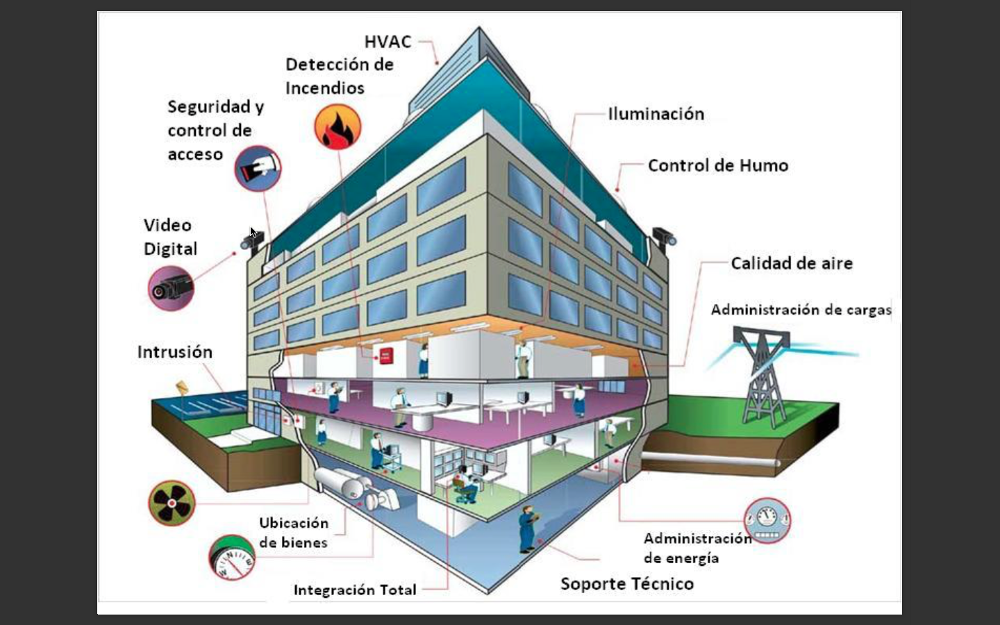 HVAC
Detección de
Incendios
Seguridad y
control de
acceso
Iluminación
Control de Humo
Video
Digital
Calidad de aire
Administración de cargas
Intrusión
Ubicación
de bienes
Administración
de energía
Integración Total
Soporte Técnico